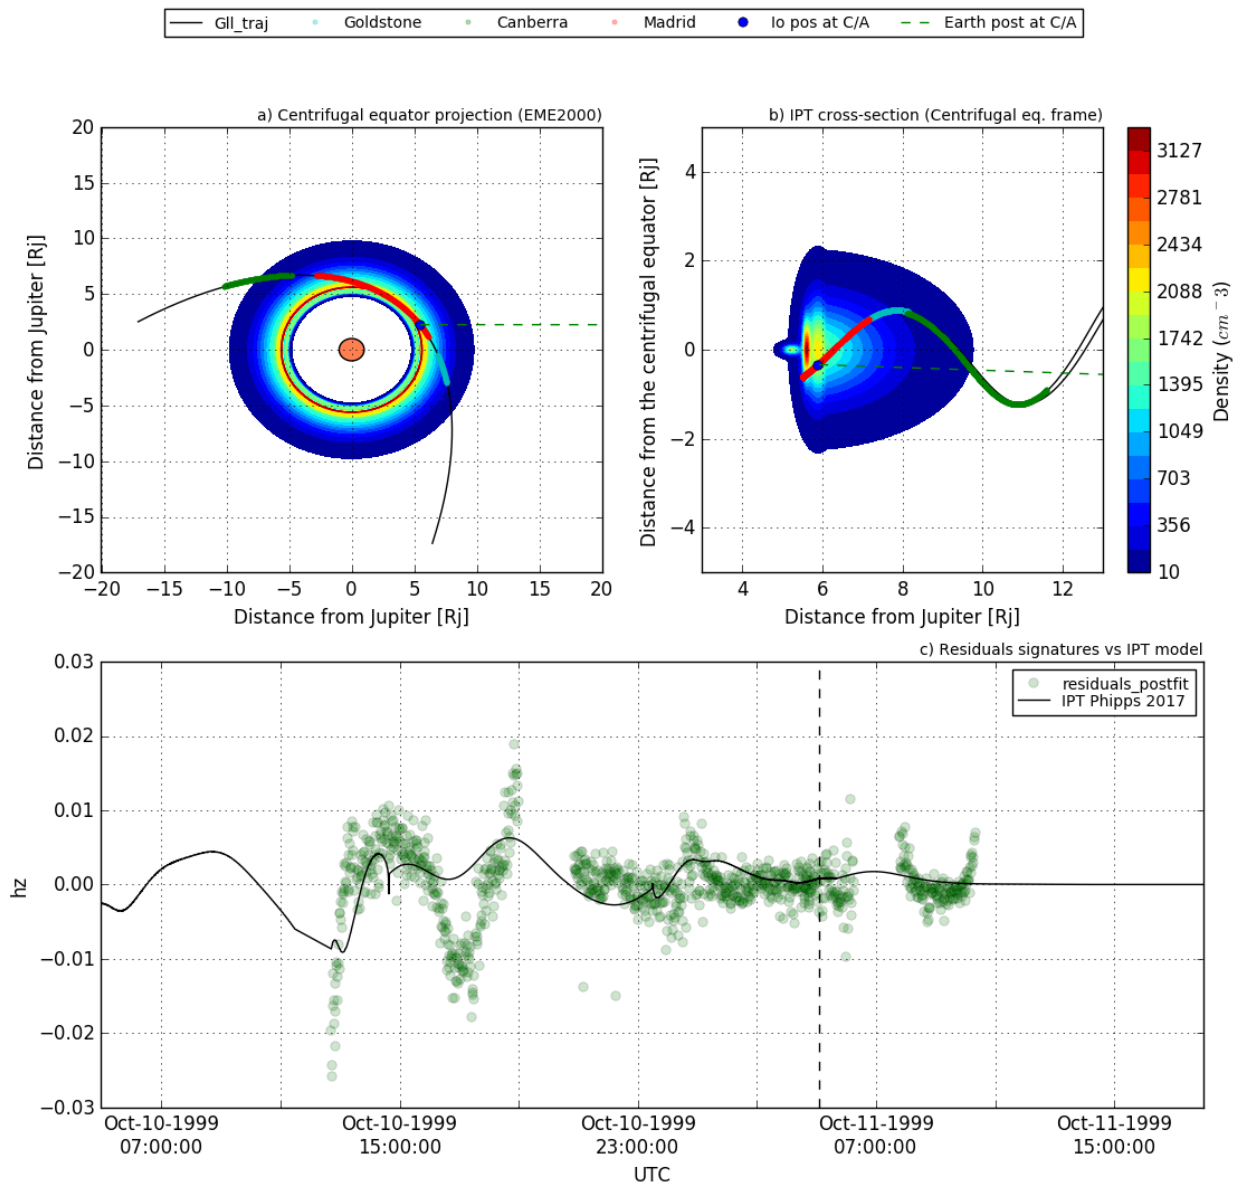 Gll_traj Goldstone Canberra Madrid Io pos at C/A Earth post at C/A
a) Centrifugal equator projection (EME2000)
20
15
10
5
0
−5
−10
−15
−20
−20 −15 −10 −5 0 5 10 15 20
Distance from Jupiter [Rj]
Distance from Jupiter [Rj]
b) IPT cross-section (Centrifugal eq. frame)
4
2
0
−2
−4
4 6 8 10 12
Distance from the centrifugal equator [Rj]
Distance from Jupiter [Rj]
3127
2781
2434
2088
1742
1395
1049
703
356
10
Density (cm^−3)
c) Residuals signatures vs IPT model
residuals_postfit
IPT Phipps 2017
0.03
0.02
0.01
0.00
−0.01
−0.02
−0.03
hz
Oct-10-1999 Oct-10-1999 Oct-10-1999 Oct-11-1999 Oct-11-1999
07:00:00 15:00:00 23:00:00 07:00:00 15:00:00
UTC